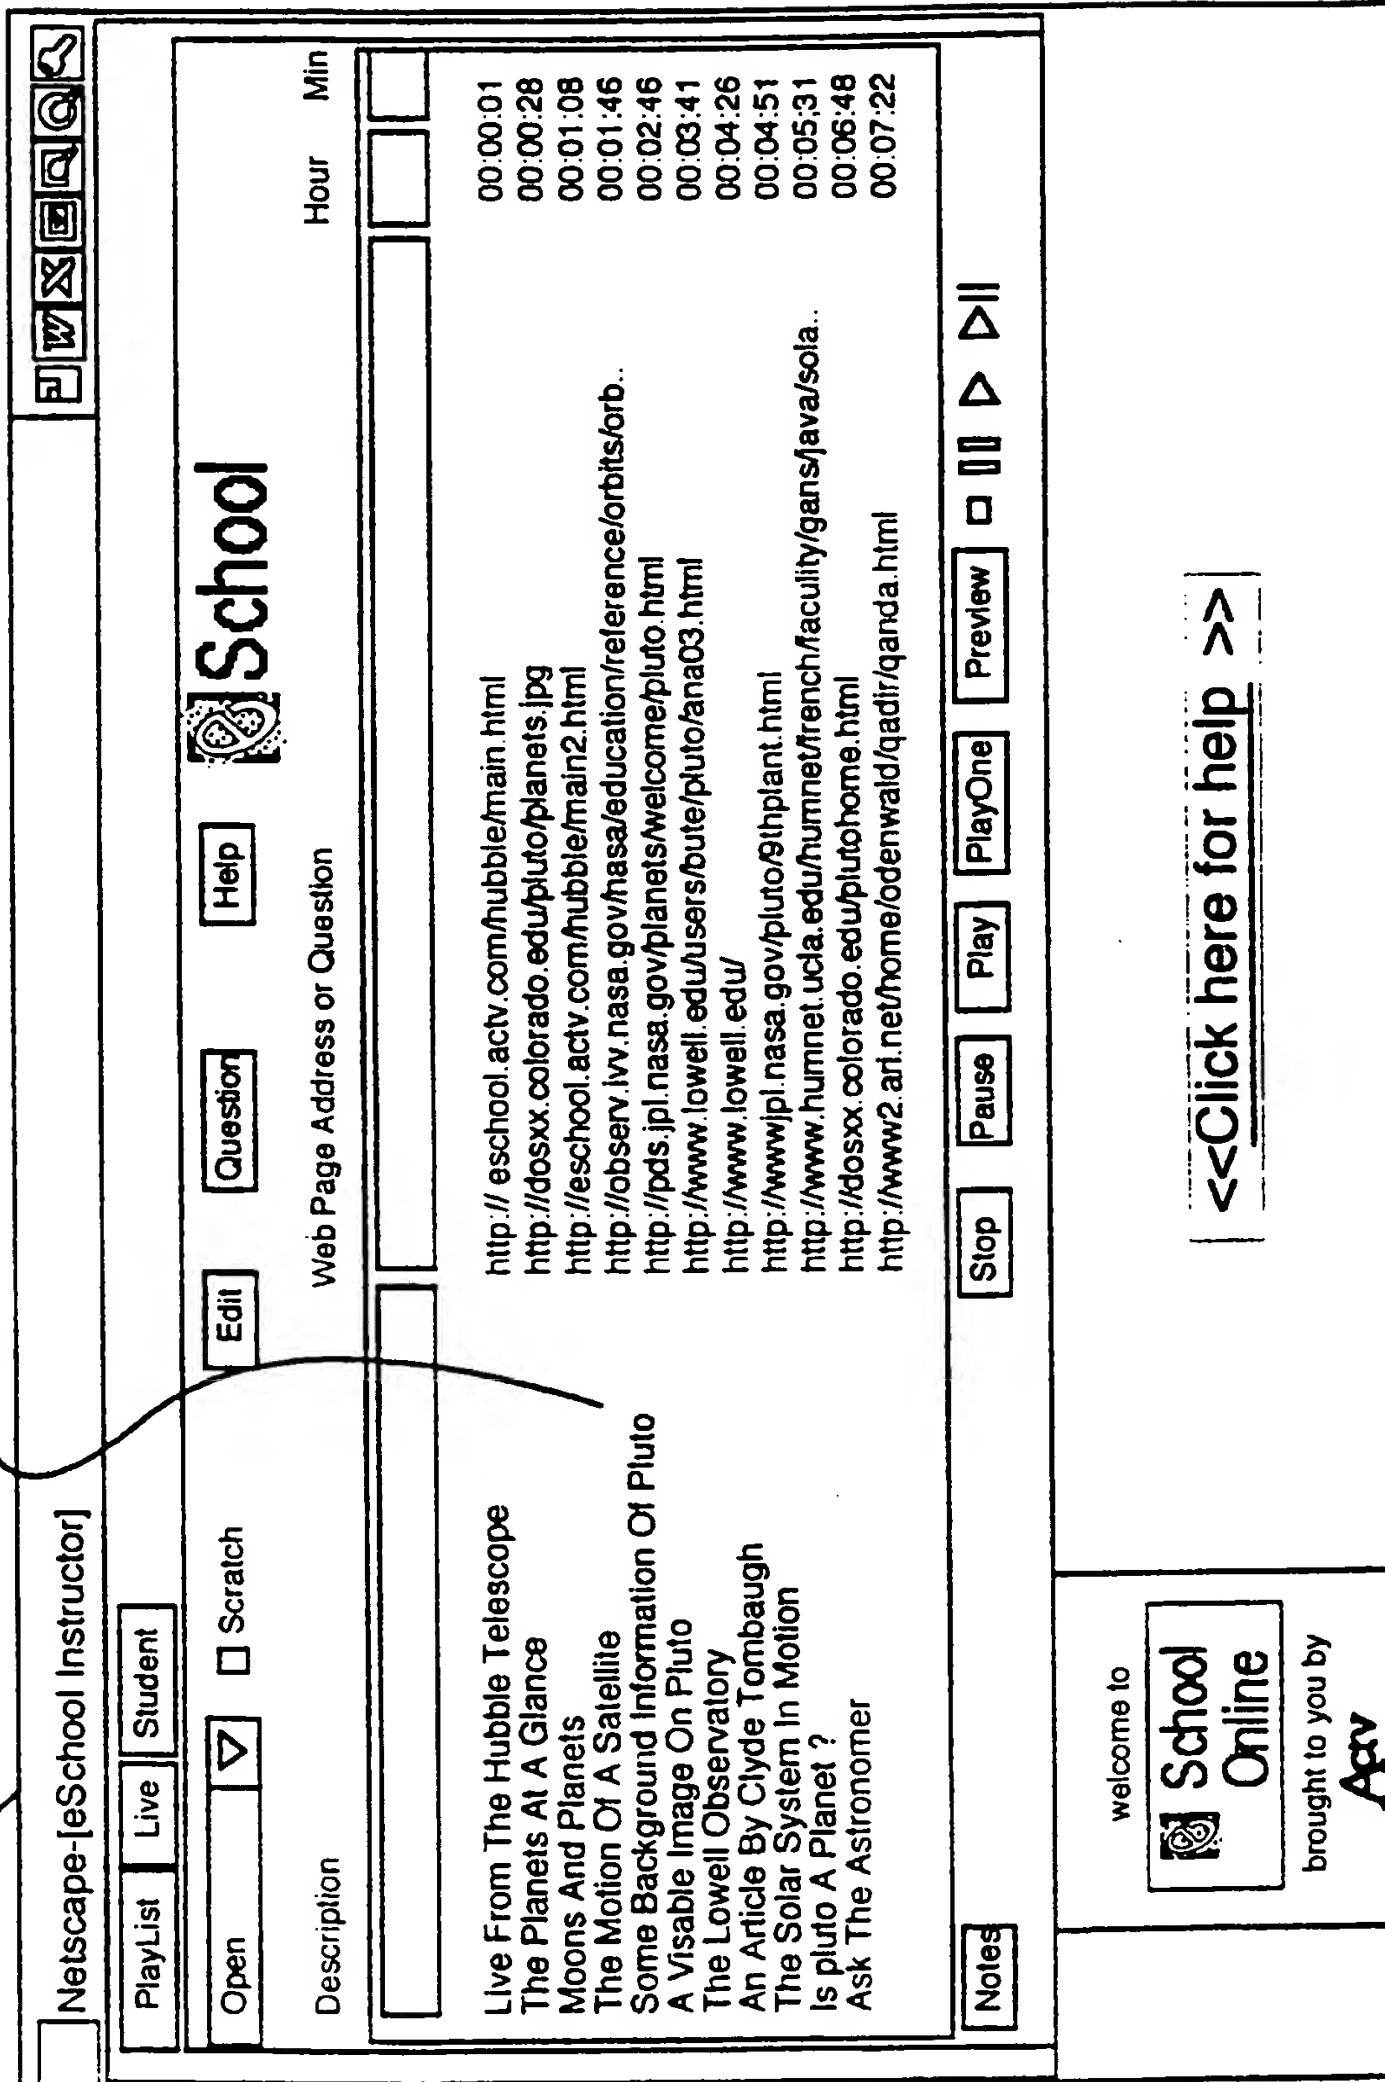 Netscape-[eSchool Instructor]
PlayList Live Student
Open Scratch Edit Question Help School
Description Web Page Address or Question Hour Min
Live From The Hubble Telescope http:// eschool.actv.com/hubble/main.html 00:00:01
The Planets At A Glance http://dosxx.colorado.edu/pluto/planets.jpg 00:00:28
Moons And Planets http://eschool.actv.com/hubble/main2.html 00:01:08
The Motion Of A Satellite http://observ.ivv.nasa.gov/nasa/education/reference/orbits/orb.. 00:01:46
Some Background Information Of Pluto http://pds.jpl.nasa.gov/planets/welcome/pluto.html 00:02:46
A Visable Image On Pluto http://www.lowell.edu/users/bute/pluto/ana03.html 00:03:41
The Lowell Observatory http://www.lowell.edu/ 00:04:26
An Article By Clyde Tombaugh http://wwwjpl.nasa.gov/pluto/9thplant.html 00:04:51
The Solar System In Motion http://www.humnet.ucla.edu/humnet/french/faculity/gans/java/sola.. 00:05:31
Is pluto A Planet ? http://dosxx.colorado.edu/plutohome.html 00:06:48
Ask The Astronomer http://www2.ari.net/home/odenwald/qadir/qanda.html 00:07:22
Notes Stop Pause Play PlayOne Preview
welcome to
School
Online
brought to you by
<<Click here for help >>